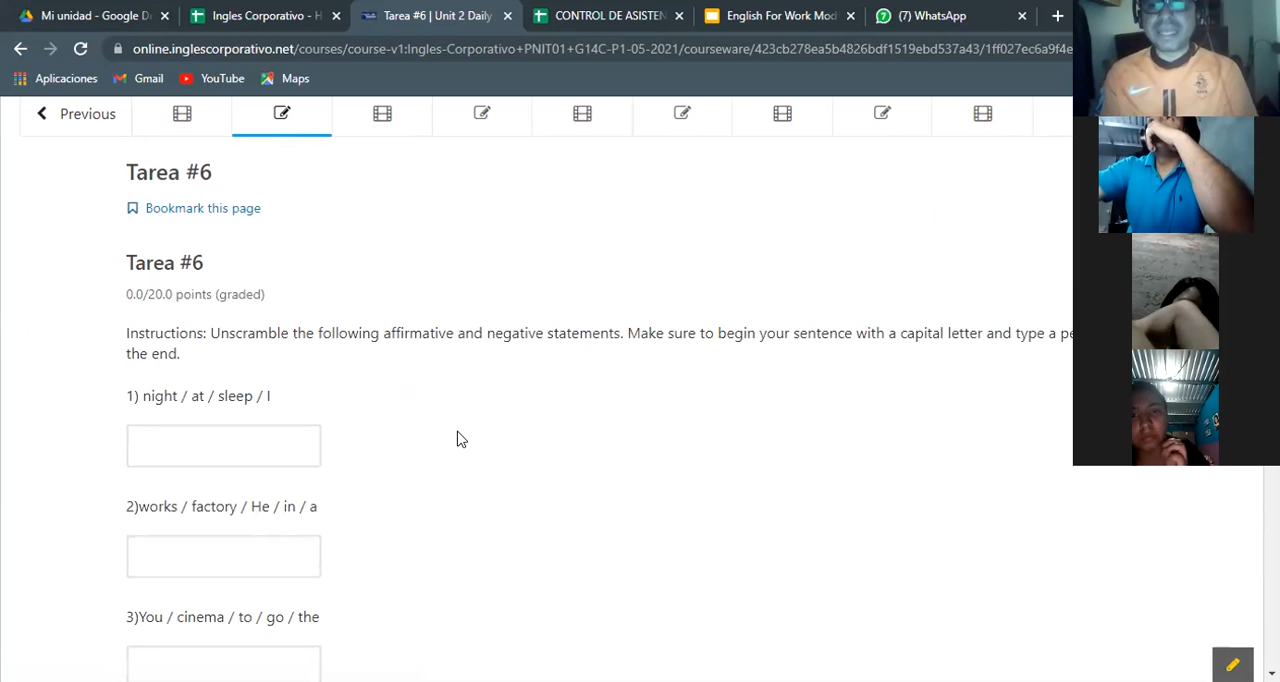 Mi unidad - Google D
Ingles Corporativo - H
Tarea #6 | Unit 2 Daily
CONTROL DE ASISTEN
English For Work Mod
(7) WhatsApp
online.inglescorporativo.net/courses/course-v1:Ingles-Corporativo+PNIT01+G14C-P1-05-2021/courseware/423cb278ea5b4826bdf1519ebd537a43/1ff027ec6a9f4e
Aplicaciones
Gmail
YouTube
Maps
Previous
Tarea #6
Bookmark this page
Tarea #6
0.0/20.0 points (graded)
Instructions: Unscramble the following affirmative and negative statements. Make sure to begin your sentence with a capital letter and type a pe
the end.
1) night / at / sleep / I
2)works / factory / He / in / a
3)You / cinema / to / go / the